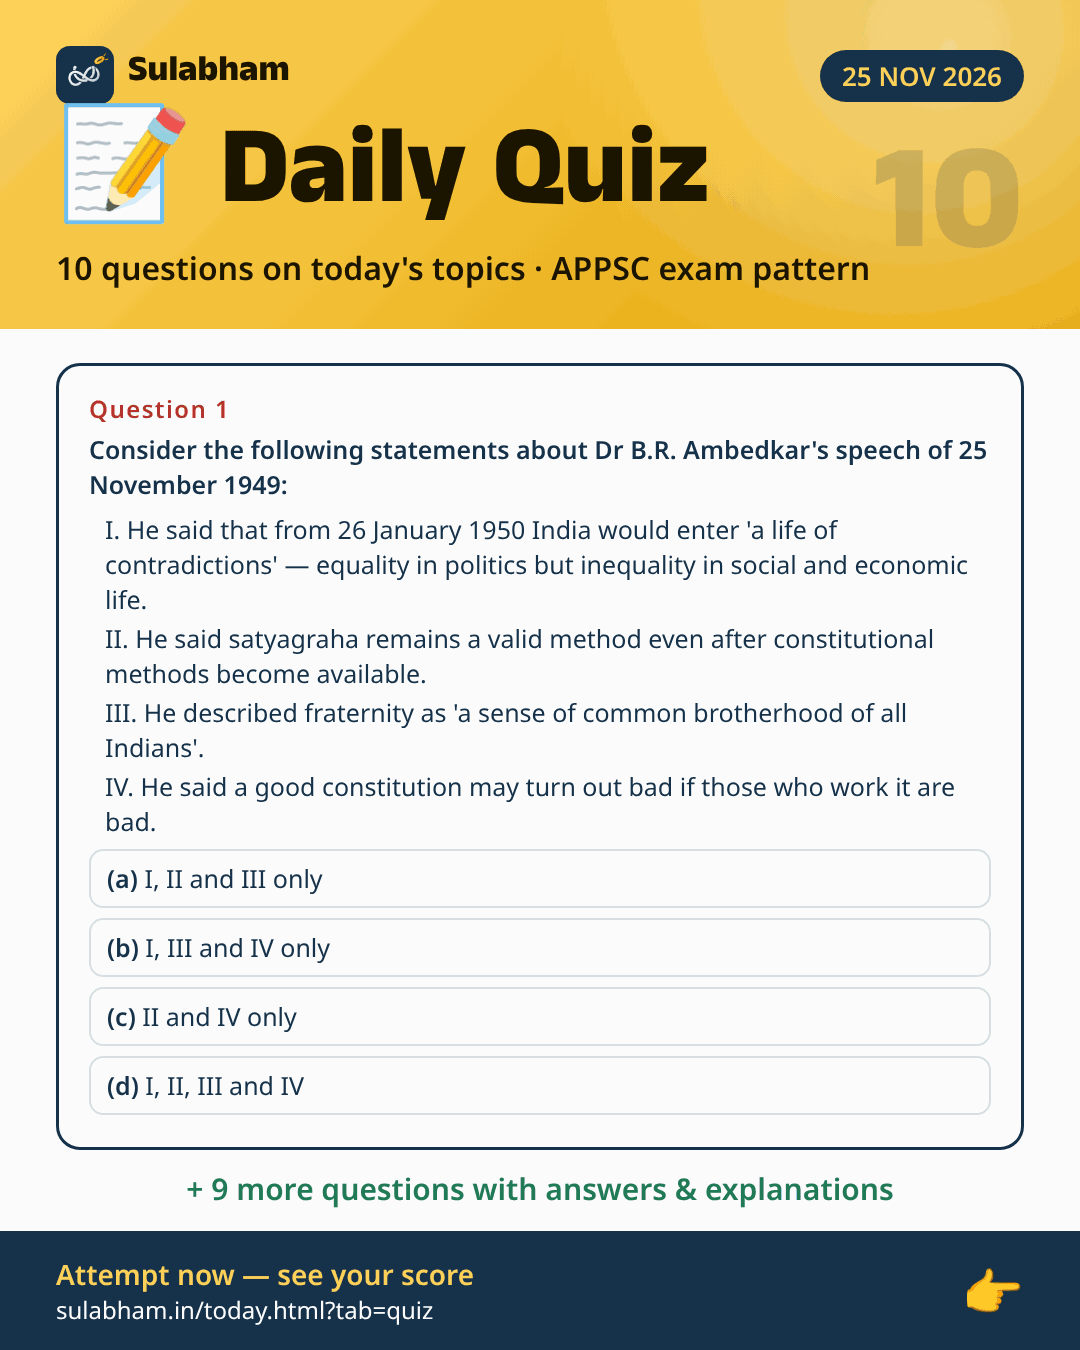 Sulabham
25 NOV 2026
Daily Quiz
10
10 questions on today's topics · APPSC exam pattern
Question 1
Consider the following statements about Dr B.R. Ambedkar's speech of 25
November 1949:
I. He said that from 26 January 1950 India would enter 'a life of
contradictions' — equality in politics but inequality in social and economic
life.
II. He said satyagraha remains a valid method even after constitutional
methods become available.
III. He described fraternity as 'a sense of common brotherhood of all
Indians'.
IV. He said a good constitution may turn out bad if those who work it are
bad.
(a) I, II and III only
(b) I, III and IV only
(c) II and IV only
(d) I, II, III and IV
+ 9 more questions with answers & explanations
Attempt now — see your score
sulabham.in/today.html?tab=quiz